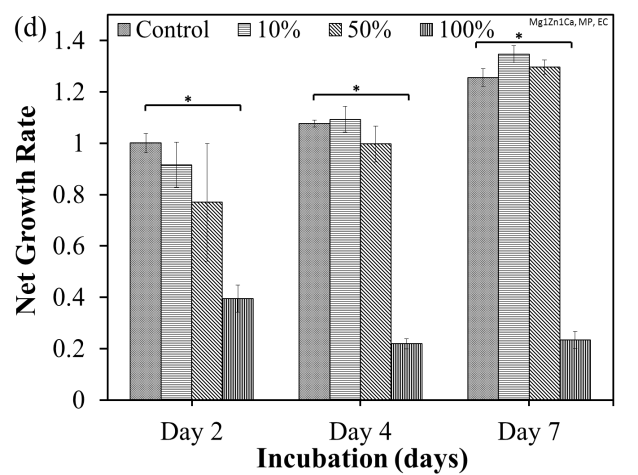 (d)
Control 10% 50% 100%
Mg1Zn1Ca, MP, EC
1.4
1.2
1
0.8
0.6
0.4
0.2
0
Net Growth Rate
* * *
Day 2 Day 4 Day 7
Incubation (days)